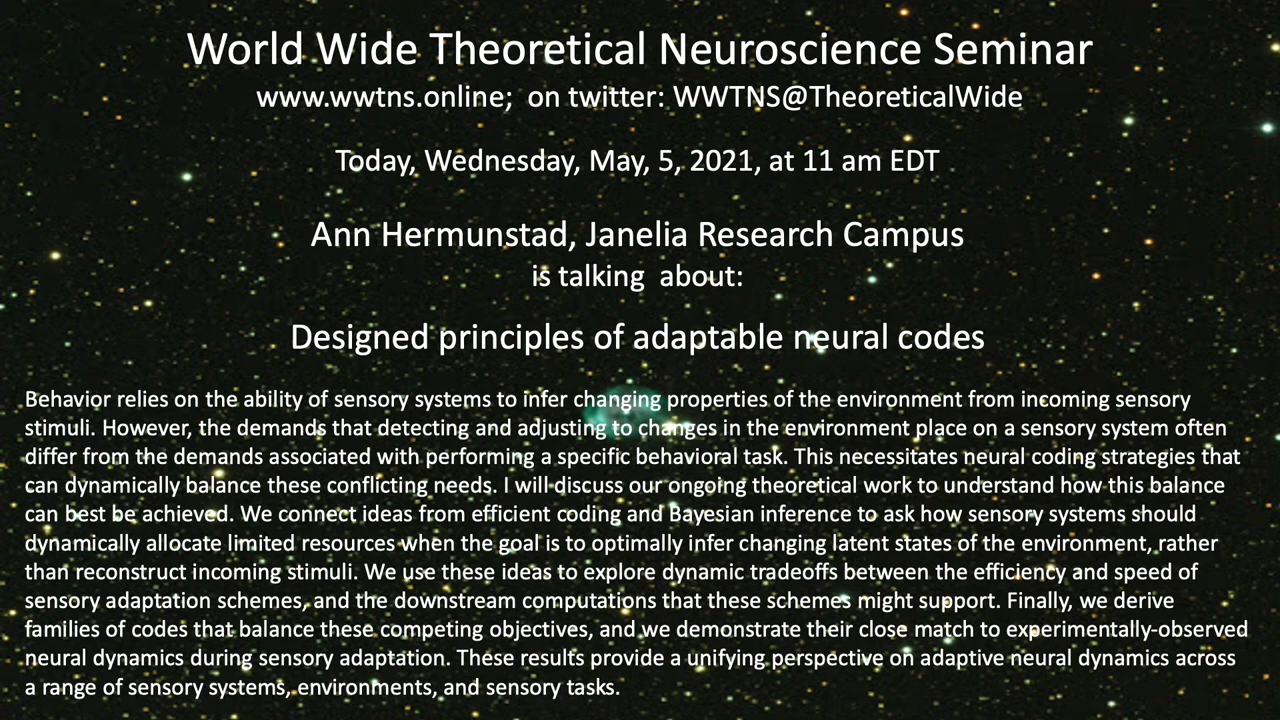 World Wide Theoretical Neuroscience Seminar
www.wwtns.online;  on twitter: WWTNS@TheoreticalWide
Today, Wednesday, May, 5, 2021, at 11 am EDT
Ann Hermunstad, Janelia Research Campus
is talking  about:
Designed principles of adaptable neural codes
Behavior relies on the ability of sensory systems to infer changing properties of the environment from incoming sensory
stimuli. However, the demands that detecting and adjusting to changes in the environment place on a sensory system often
differ from the demands associated with performing a specific behavioral task. This necessitates neural coding strategies that
can dynamically balance these conflicting needs. I will discuss our ongoing theoretical work to understand how this balance
can best be achieved. We connect ideas from efficient coding and Bayesian inference to ask how sensory systems should
dynamically allocate limited resources when the goal is to optimally infer changing latent states of the environment, rather
than reconstruct incoming stimuli. We use these ideas to explore dynamic tradeoffs between the efficiency and speed of
sensory adaptation schemes, and the downstream computations that these schemes might support. Finally, we derive
families of codes that balance these competing objectives, and we demonstrate their close match to experimentally-observed
neural dynamics during sensory adaptation. These results provide a unifying perspective on adaptive neural dynamics across
a range of sensory systems, environments, and sensory tasks.